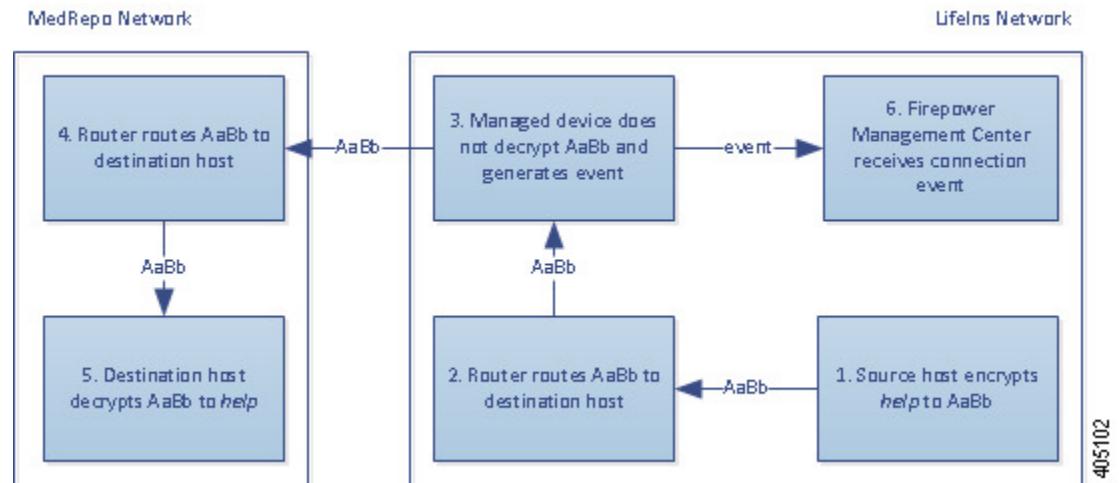 MedRepo Network
LifeIns Network
4. Router routes AaBb to
destination host
AaBb
3. Managed device does
not decrypt AaBb and
generates event
event
6. Firepower
Management Center
receives connection
event
AaBb
AaBb
5. Destination host
decrypts AaBb to help
2. Router routes AaBb to
destination host
AaBb
1. Source host encrypts
help to AaBb
405102